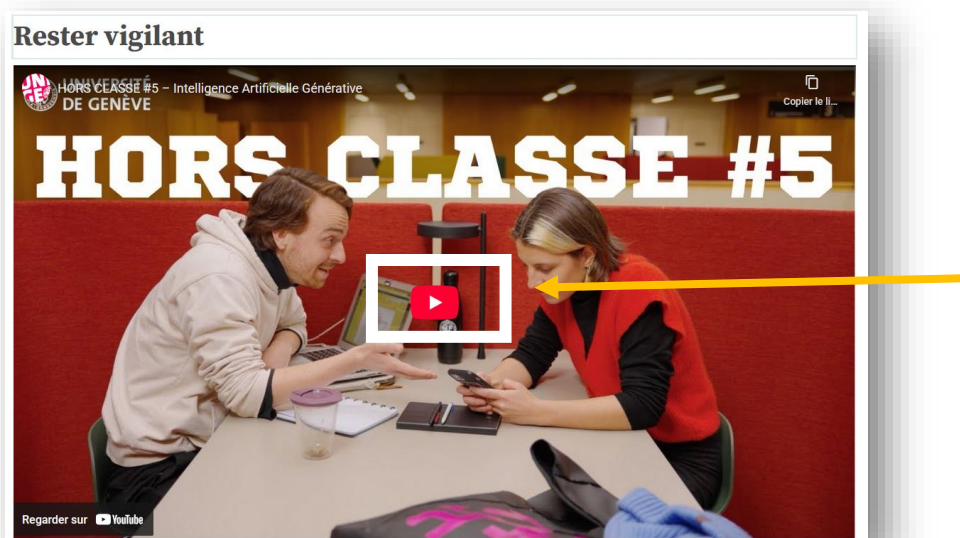 Rester vigilant
UNIVERSITÉ
DE GENÈVE
HORS CLASSE #5 – Intelligence Artificielle Générative
Copier le li...
HORS CLASSE #5
Regarder sur YouTube